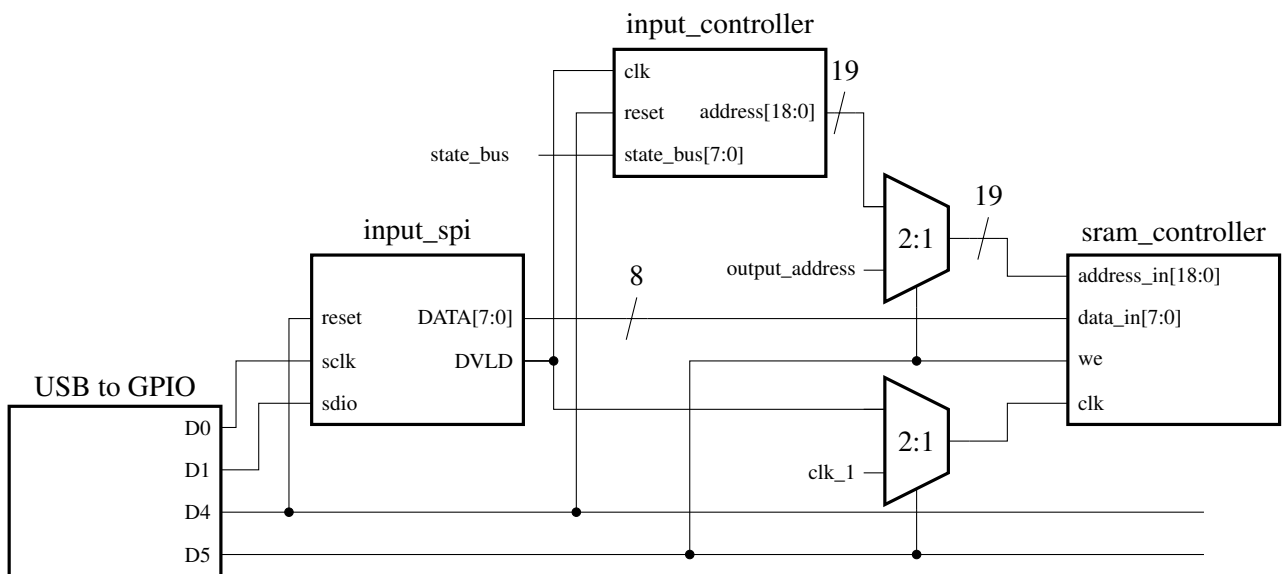 input_controller
clk
19
reset
address[18:0]
state_bus
state_bus[7:0]
19
input_spi
2:1
sram_controller
output_address
8
address_in[18:0]
reset
DATA[7:0]
data_in[7:0]
sclk
DVLD
we
USB to GPIO
sdio
clk
D0
2:1
D1
clk_1
D4
D5